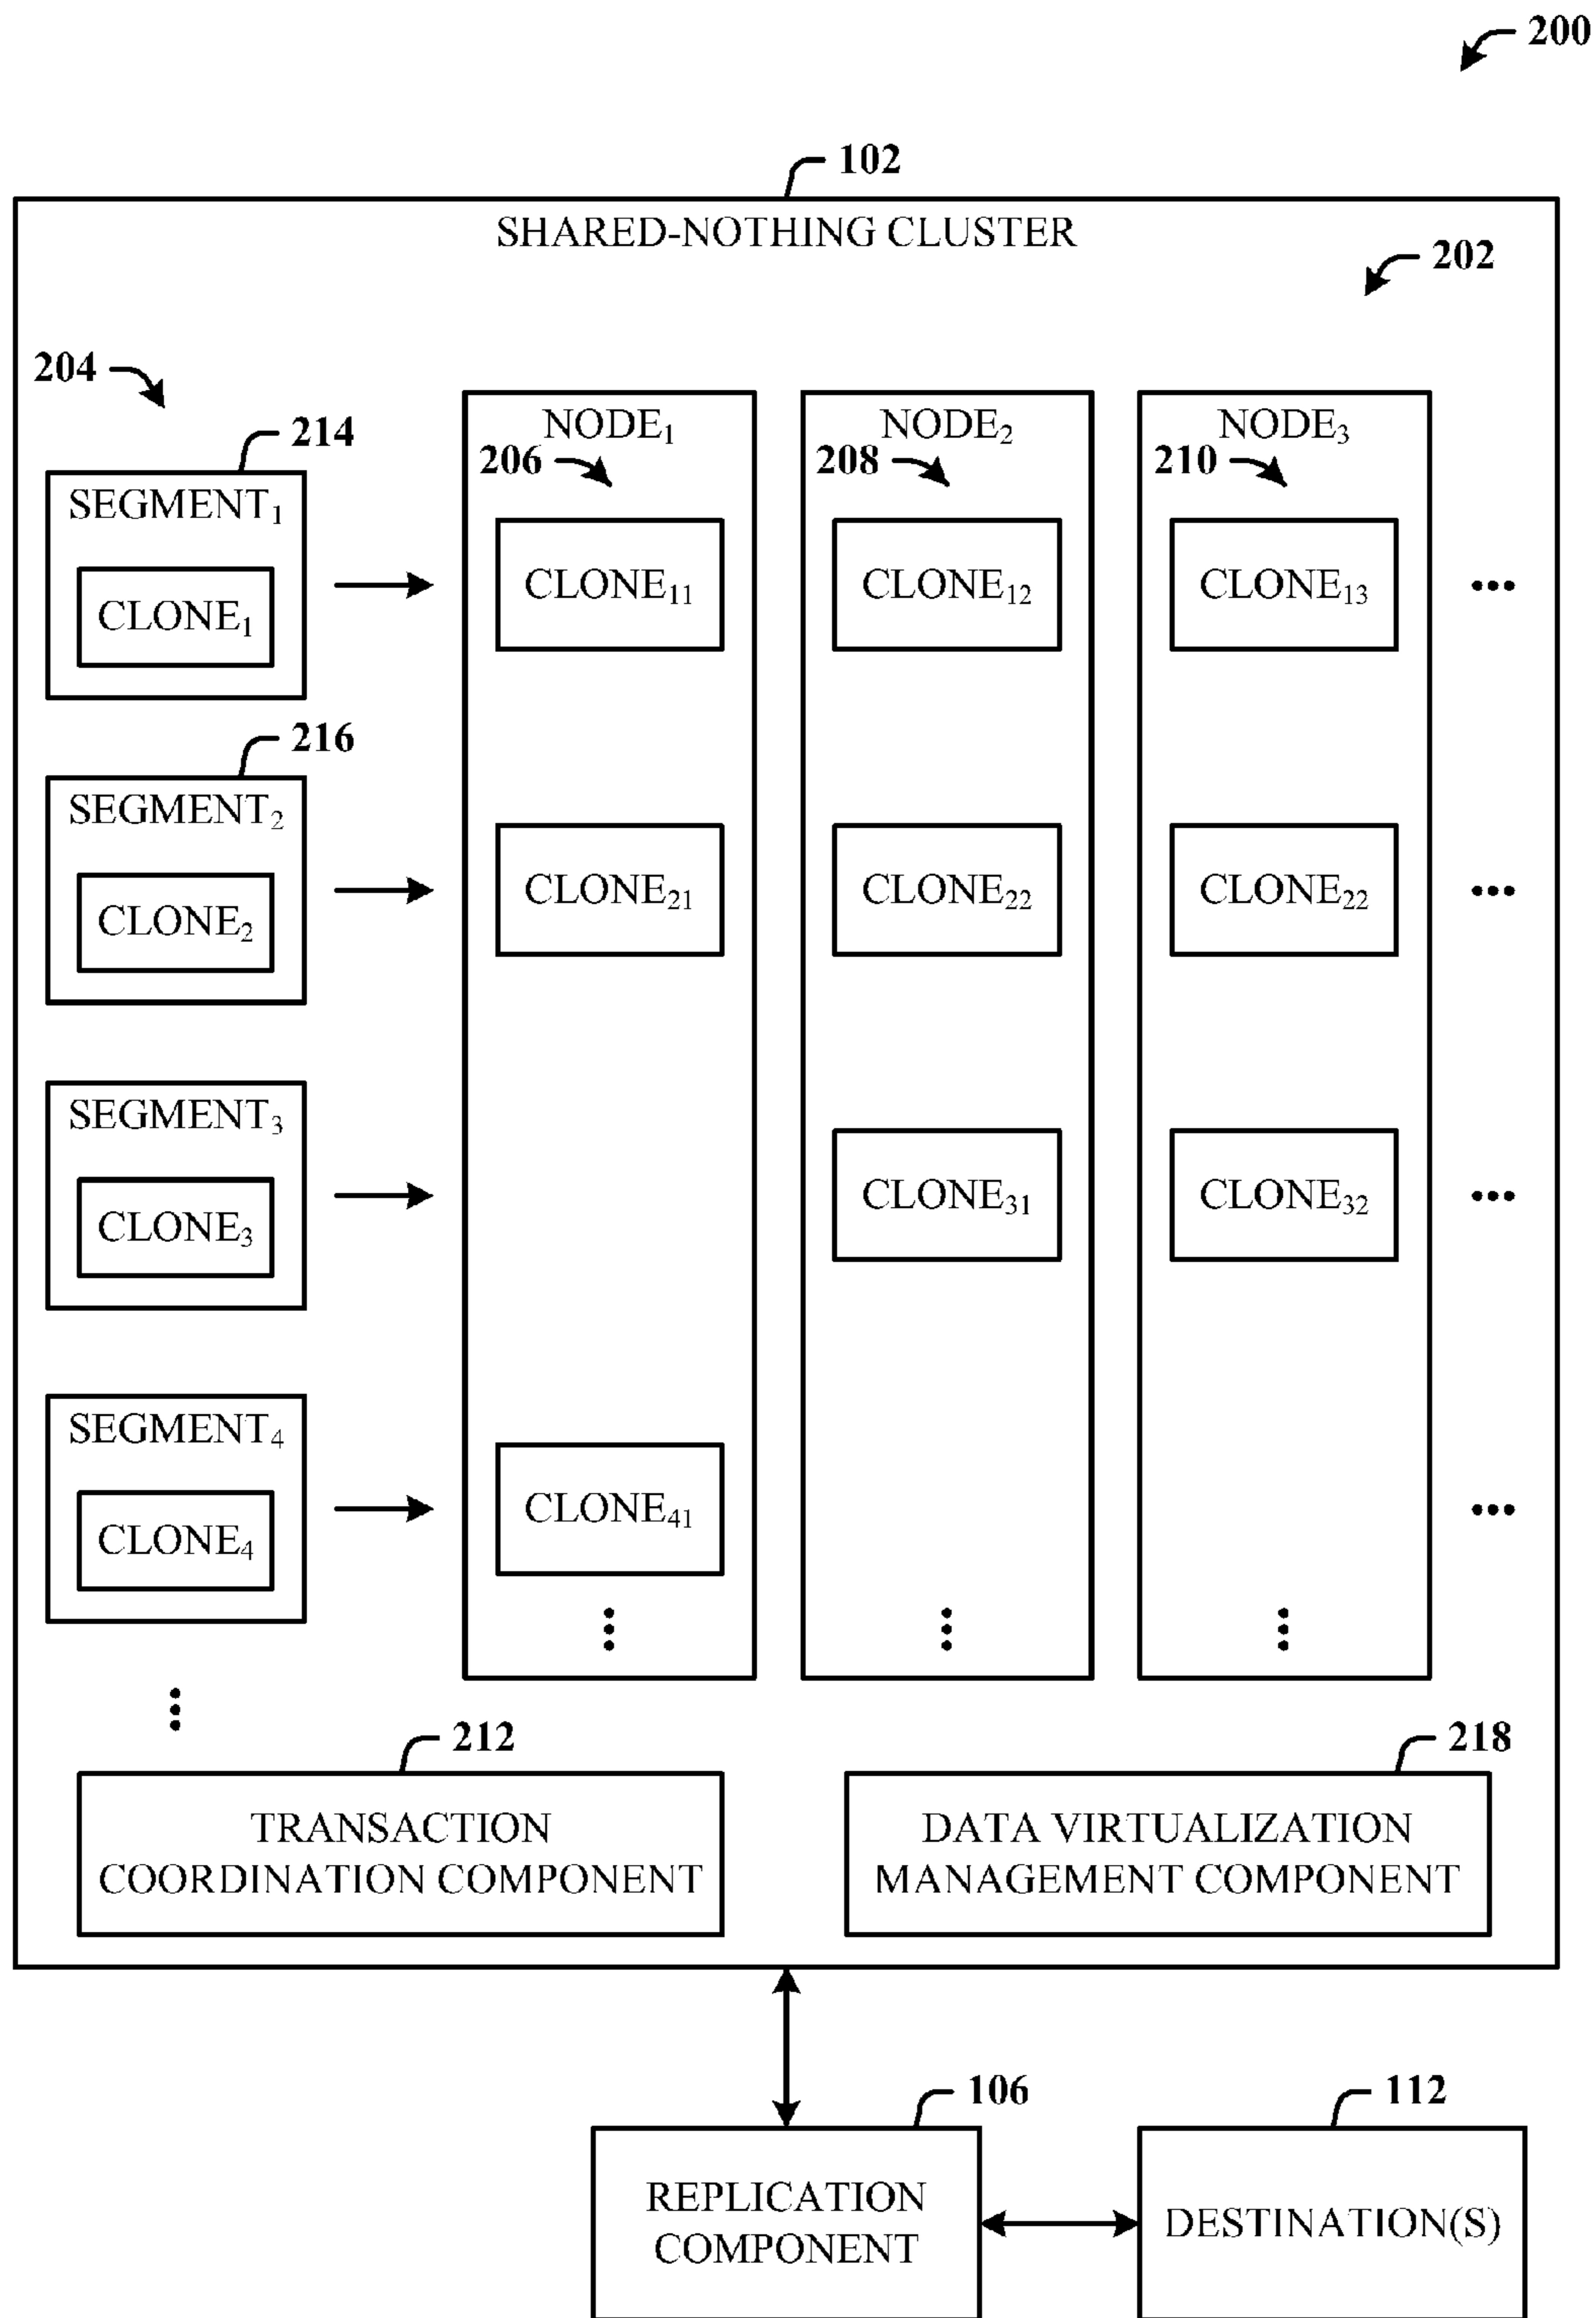 200
102
SHARED-NOTHING CLUSTER
202
204
214
SEGMENT₁
CLONE₁
NODE₁
206
NODE₂
208
NODE₃
210
CLONE₁₁
CLONE₁₂
CLONE₁₃
...
216
SEGMENT₂
CLONE₂
CLONE₂₁
CLONE₂₂
CLONE₂₂
...
SEGMENT₃
CLONE₃
CLONE₃₁
CLONE₃₂
...
SEGMENT₄
CLONE₄
CLONE₄₁
...
212
TRANSACTION
COORDINATION COMPONENT
218
DATA VIRTUALIZATION
MANAGEMENT COMPONENT
106
REPLICATION
COMPONENT
112
DESTINATION(S)